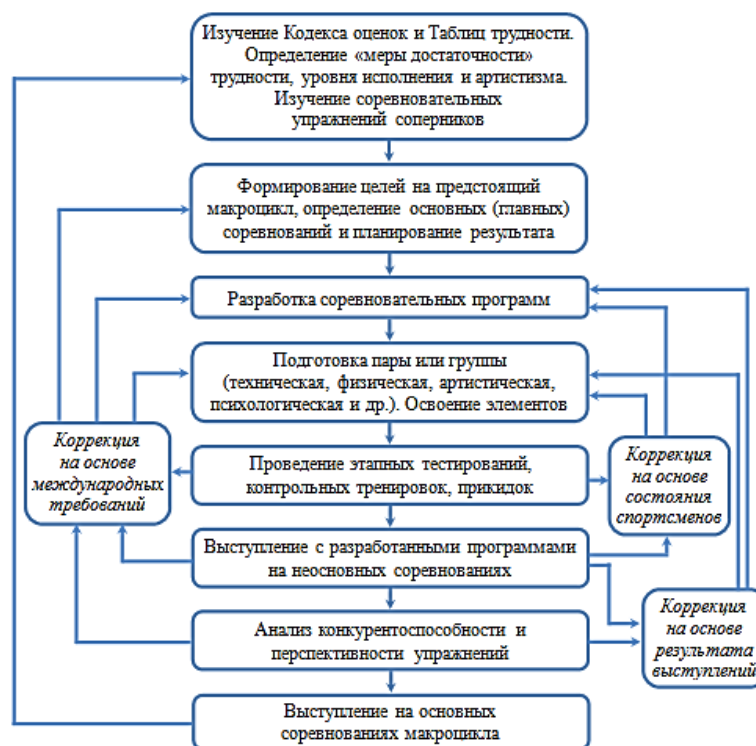 Изучение Кодекса оценок и Таблиц трудности.
Определение «меры достаточности»
трудности, уровня исполнения и артистизма.
Изучение соревновательных
упражнений соперников
Формирование целей на предстоящий
макроцикл, определение основных (главных)
соревнований и планирование результата
Разработка соревновательных программ
Подготовка пары или группы
(техническая, физическая, артистическая,
психологическая и др.). Освоение элементов
Коррекция
на основе
международных
требований
Проведение этапных тестирований,
контрольных тренировок, прикидок
Коррекция
на основе
состояния
спортсменов
Выступление с разработанными программами
на неосновных соревнованиях
Коррекция
на основе
результата
выступлений
Анализ конкурентоспособности и
перспективности упражнений
Выступление на основных
соревнованиях макроцикла